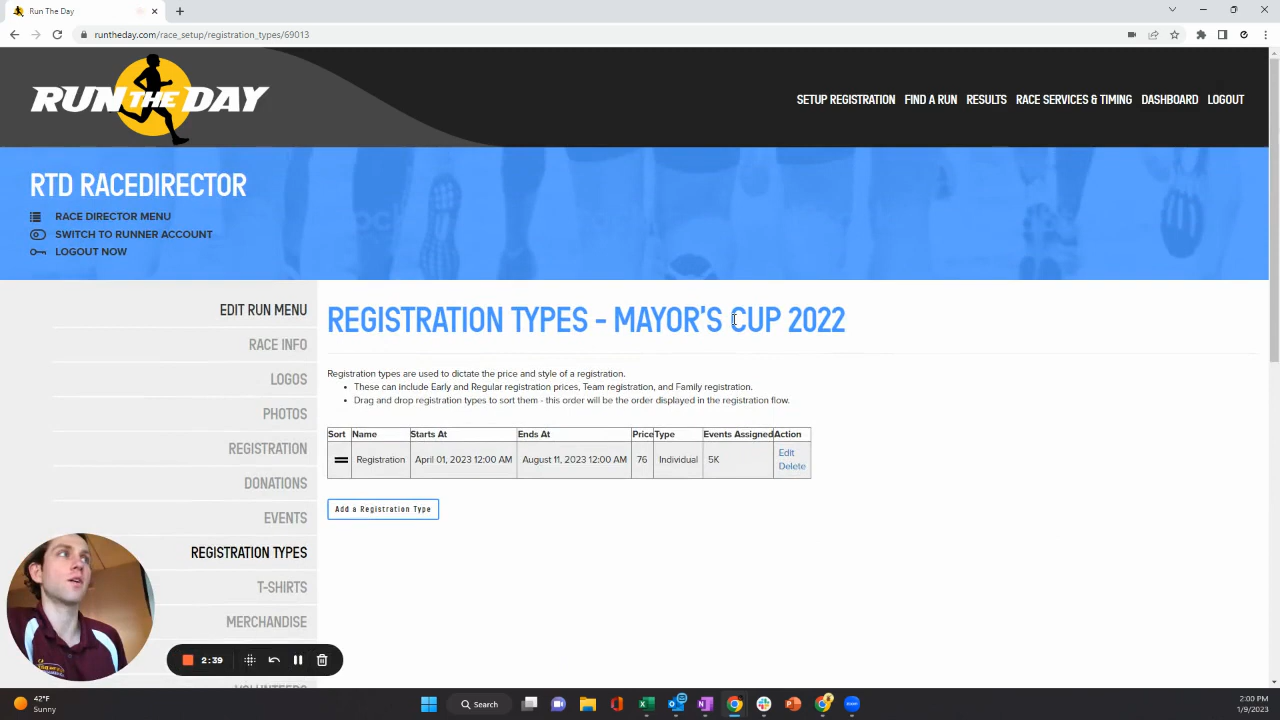 Run The Day
runtheday.com/race_setup/registration_types/69013
RUN THE DAY
SETUP REGISTRATION FIND A RUN RESULTS RACE SERVICES & TIMING DASHBOARD LOGOUT
RTD RACEDIRECTOR
RACE DIRECTOR MENU
SWITCH TO RUNNER ACCOUNT
LOGOUT NOW
EDIT RUN MENU
RACE INFO
LOGOS
PHOTOS
REGISTRATION
DONATIONS
EVENTS
REGISTRATION TYPES
T-SHIRTS
MERCHANDISE
VOLUNTEERS
REGISTRATION TYPES - MAYOR'S CUP 2022
Registration types are used to dictate the price and style of a registration.
• These can include Early and Regular registration prices, Team registration, and Family registration.
• Drag and drop registration types to sort them - this order will be the order displayed in the registration flow.
Sort Name Starts At Ends At Price Type Events Assigned Action
Registration April 01, 2023 12:00 AM August 11, 2023 12:00 AM 76 Individual 5K Edit
Delete
Add a Registration Type
2:39
42°F
Sunny
Search
2:00 PM
1/9/2023